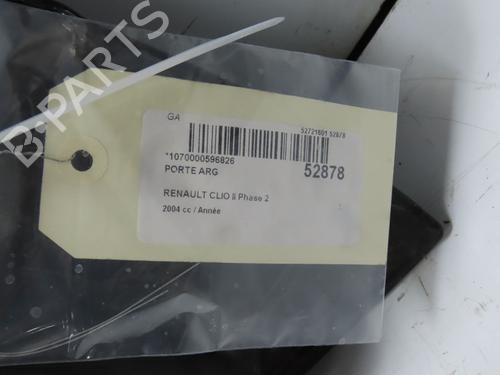 GA
52721801 52878
*1070000596826
PORTE ARG
52878
RENAULT CLIO II Phase 2
2004 cc / Année
B-PARTS